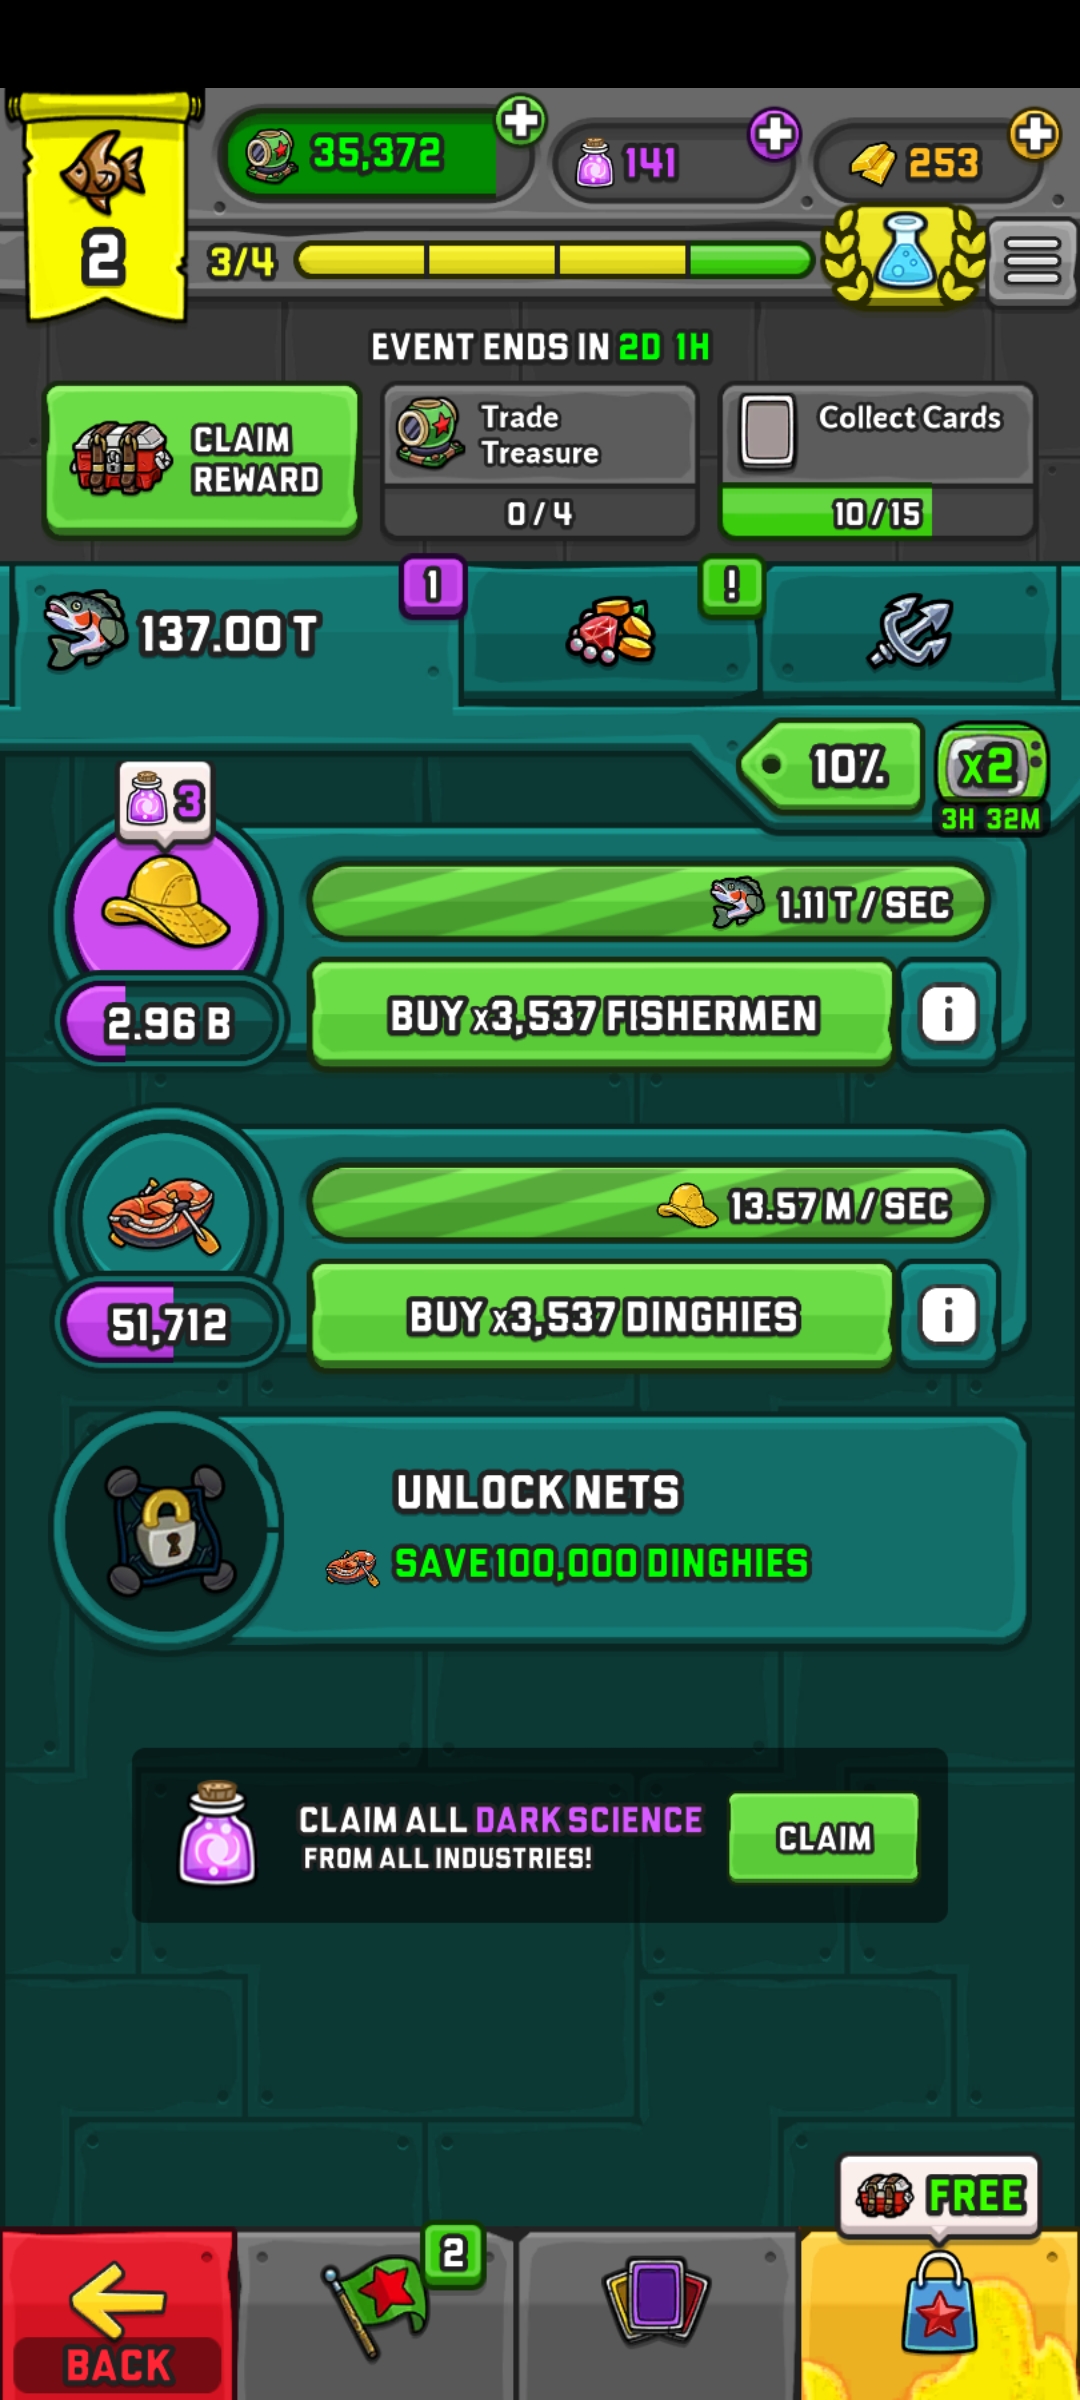 35,372
141
253
2
3/4
EVENT ENDS IN 2D 1H
CLAIM
REWARD
Trade
Treasure
0/4
Collect Cards
10/15
137.00 T
1
!
10%
x2
3H 32M
3
1.11 T / SEC
2.96 B
BUY x3,537 FISHERMEN
i
13.57 M / SEC
51,712
BUY x3,537 DINGHIES
i
UNLOCK NETS
SAVE 100,000 DINGHIES
CLAIM ALL DARK SCIENCE
FROM ALL INDUSTRIES!
CLAIM
FREE
2
BACK